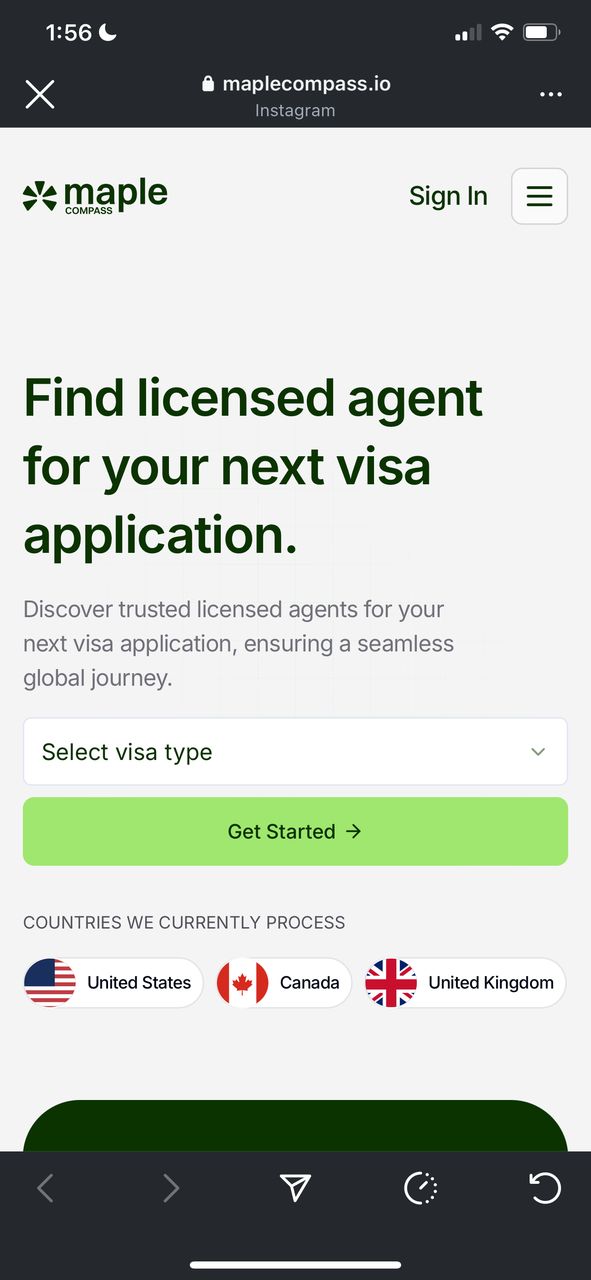 1:56
maplecompass.io
Instagram
maple
COMPASS
Sign In
Find licensed agent
for your next visa
application.
Discover trusted licensed agents for your
next visa application, ensuring a seamless
global journey.
Select visa type
Get Started →
COUNTRIES WE CURRENTLY PROCESS
United States
Canada
United Kingdom